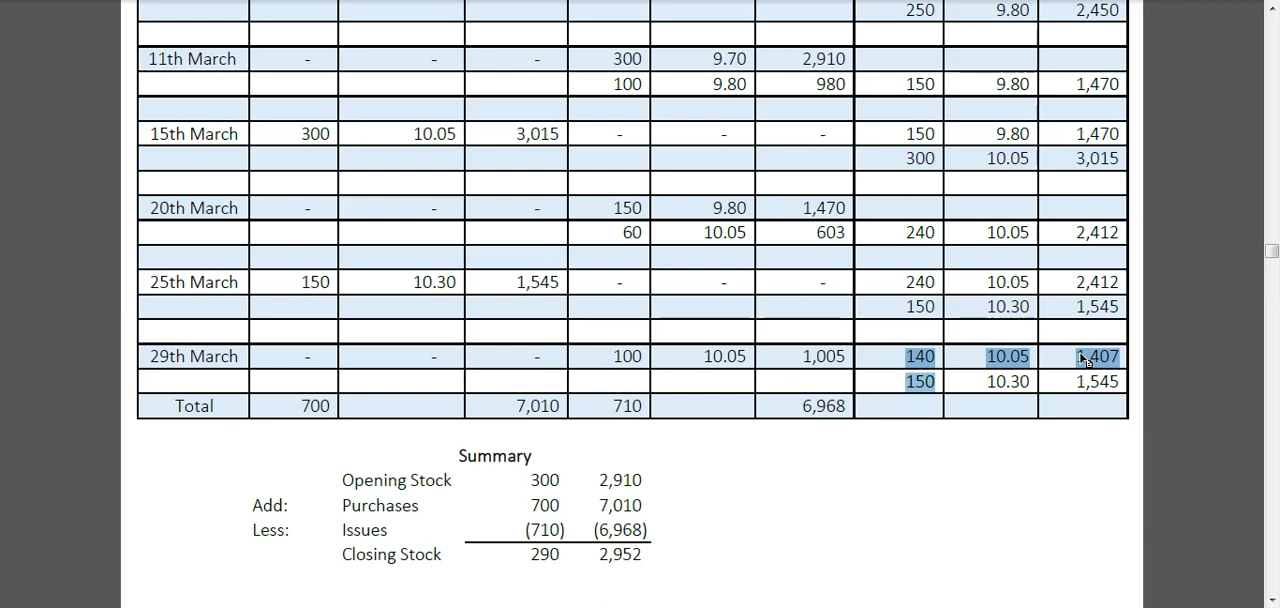 250 9.80 2,450
11th March - - - 300 9.70 2,910
100 9.80 980 150 9.80 1,470
15th March 300 10.05 3,015 - - - 150 9.80 1,470
300 10.05 3,015
20th March - - - 150 9.80 1,470
60 10.05 603 240 10.05 2,412
25th March 150 10.30 1,545 - - - 240 10.05 2,412
150 10.30 1,545
29th March - - - 100 10.05 1,005 140 10.05 1,407
150 10.30 1,545
Total 700 7,010 710 6,968
Summary
Opening Stock 300 2,910
Add: Purchases 700 7,010
Less: Issues (710) (6,968)
Closing Stock 290 2,952